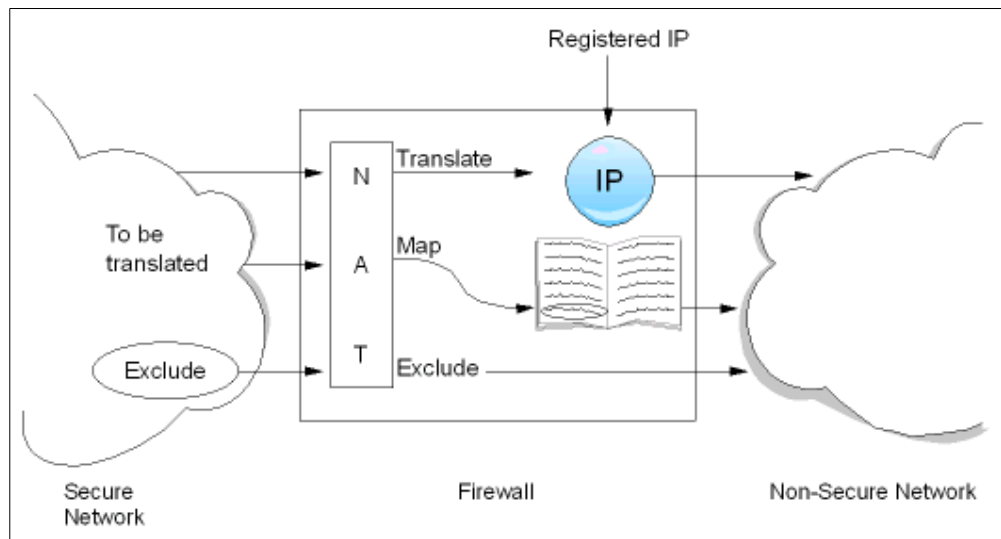 Registered IP
N
Translate
IP
To be
translated
A
Map
Exclude
T
Exclude
Secure
Network
Firewall
Non-Secure Network